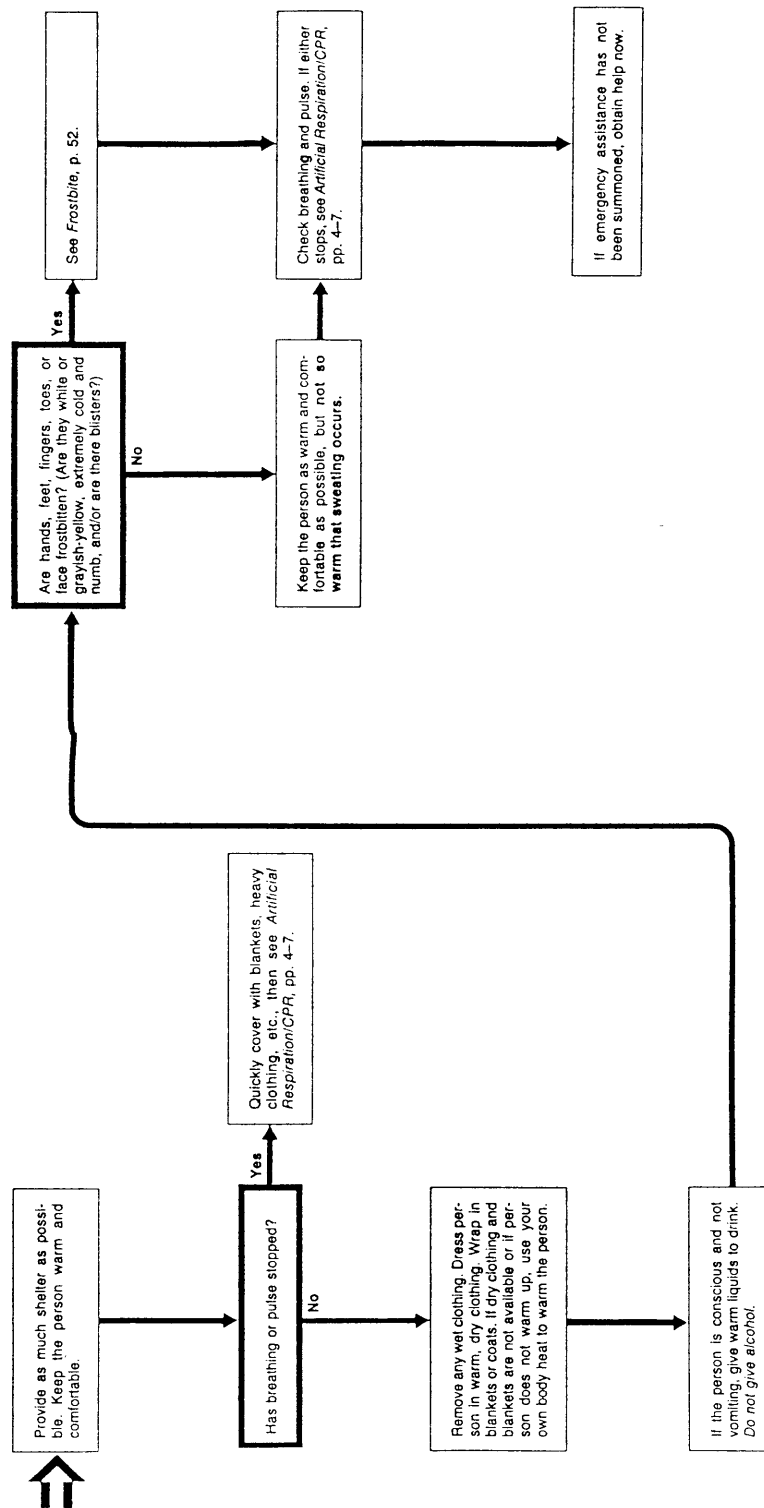 Provide as much shelter as possi-
ble. Keep the person warm and
comfortable.
Has breathing or pulse stopped?
Yes
Quickly cover with blankets, heavy
clothing, etc., then see Artificial
Respiration/CPR, pp. 4–7.
No
Remove any wet clothing. Dress per-
son in warm, dry clothing. Wrap in
blankets or coats. If dry clothing and
blankets are not available or if per-
son does not warm up, use your
own body heat to warm the person.
If the person is conscious and not
vomiting, give warm liquids to drink.
Do not give alcohol.
Are hands, feet, fingers, toes, or
face frostbitten? (Are they white or
grayish-yellow, extremely cold and
numb, and/or are there blisters?)
Yes
See Frostbite, p. 52.
No
Keep the person as warm and com-
fortable as possible, but not so
warm that sweating occurs.
Check breathing and pulse. If either
stops, see Artificial Respiration/CPR,
pp. 4–7.
If emergency assistance has not
been summoned, obtain help now.